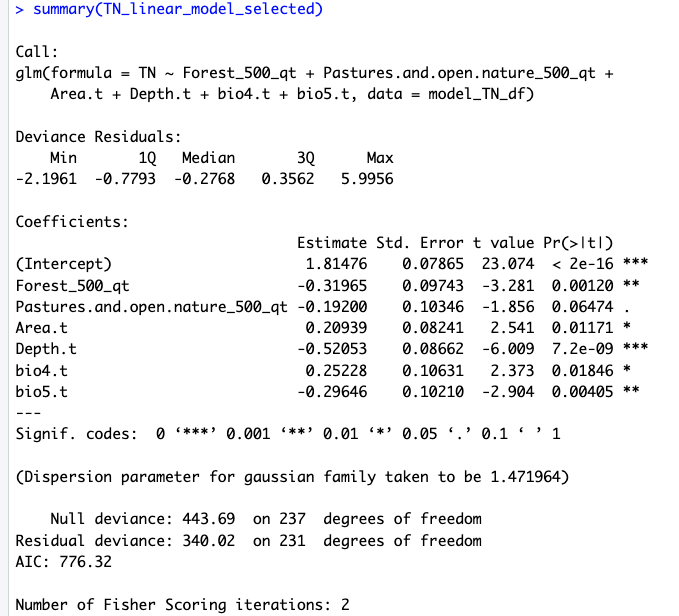 > summary(TN_linear_model_selected)
Call:
glm(formula = TN ~ Forest_500_qt + Pastures.and.open.nature_500_qt +
    Area.t + Depth.t + bio4.t + bio5.t, data = model_TN_df)
Deviance Residuals:
    Min       1Q   Median       3Q      Max
-2.1961  -0.7793  -0.2768   0.3562   5.9956
Coefficients:
                                Estimate Std. Error t value Pr(>|t|)
(Intercept)                      1.81476    0.07865  23.074  < 2e-16 ***
Forest_500_qt                   -0.31965    0.09743  -3.281  0.00120 **
Pastures.and.open.nature_500_qt -0.19200    0.10346  -1.856  0.06474 .
Area.t                           0.20939    0.08241   2.541  0.01171 *
Depth.t                         -0.52053    0.08662  -6.009  7.2e-09 ***
bio4.t                           0.25228    0.10631   2.373  0.01846 *
bio5.t                          -0.29646    0.10210  -2.904  0.00405 **
---
Signif. codes:  0 ‘***’ 0.001 ‘**’ 0.01 ‘*’ 0.05 ‘.’ 0.1 ‘ ’ 1
(Dispersion parameter for gaussian family taken to be 1.471964)
    Null deviance: 443.69  on 237  degrees of freedom
Residual deviance: 340.02  on 231  degrees of freedom
AIC: 776.32
Number of Fisher Scoring iterations: 2